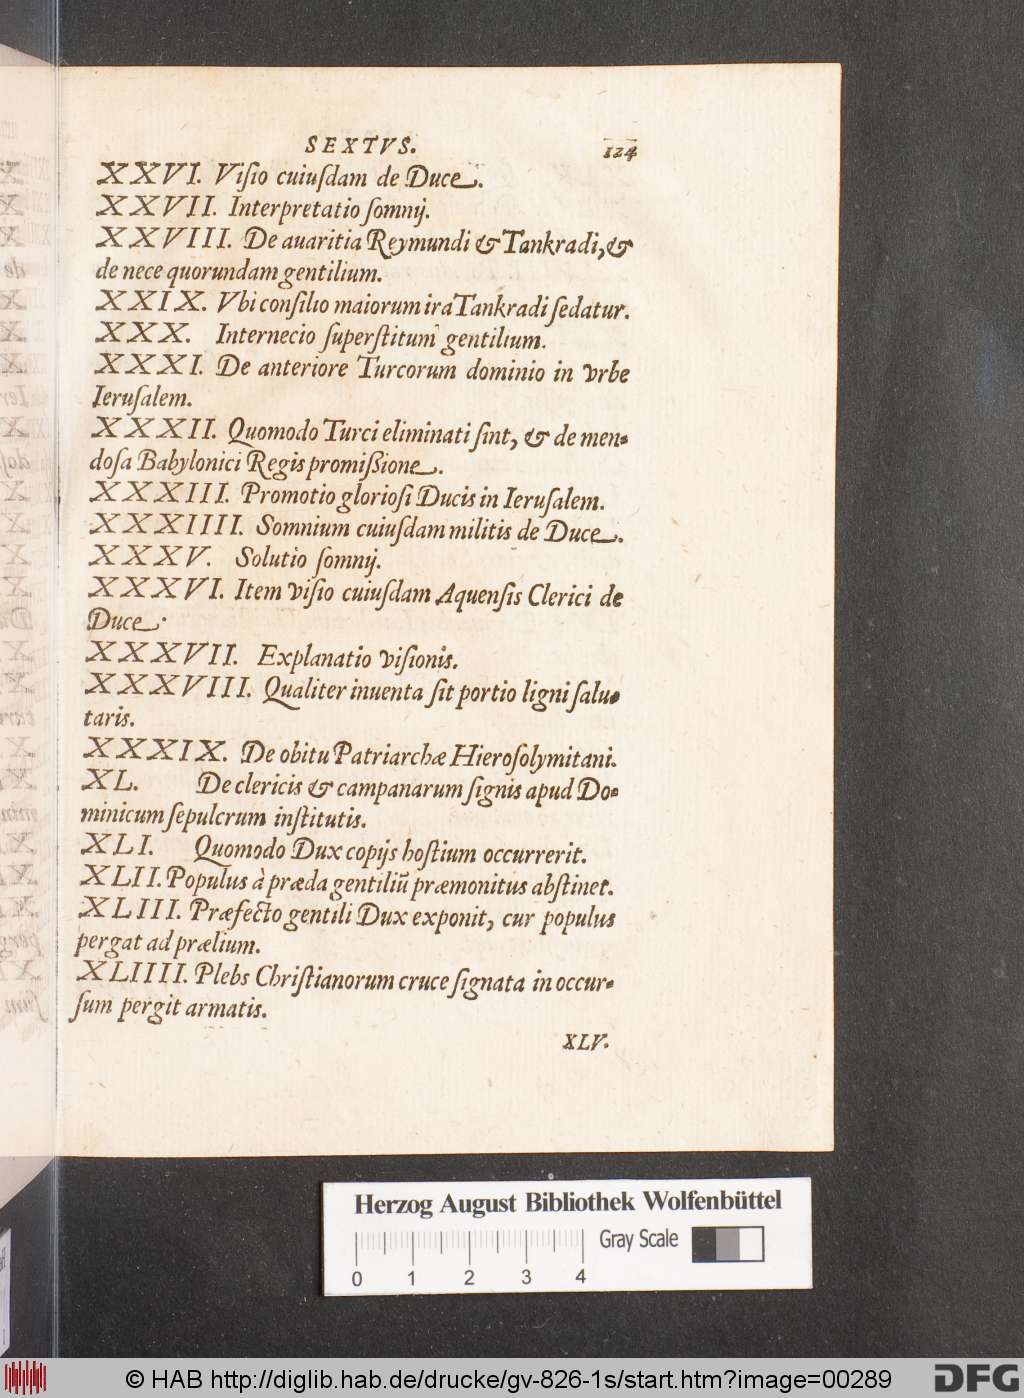 SEXTVS. 124
XXVI. Viſio cuiuſdam de Duce.
XXVII. Interpretatio ſomnij.
XXVIII. De auaritia Reymundi & Tankradi, &
de nece quorundam gentilium.
XXIX. Vbi conſilio maiorum ira Tankradi ſedatur.
XXX. Internecio ſuperſtitum gentilium.
XXXI. De anteriore Turcorum dominio in vrbe
Ieruſalem.
XXXII. Quomodo Turci eliminati ſint, & de men-
doſa Babylonici Regis promißione.
XXXIII. Promotio glorioſi Ducis in Ieruſalem.
XXXIIII. Somnium cuiuſdam militis de Duce.
XXXV. Solutio ſomnij.
XXXVI. Item viſio cuiuſdam Aquenſis Clerici de
Duce.
XXXVII. Explanatio viſionis.
XXXVIII. Qualiter inuenta ſit portio ligni ſalu-
taris.
XXXIX. De obitu Patriarchæ Hieroſolymitani.
XL. De clericis & campanarum ſignis apud Do-
minicum ſepulcrum inſtitutis.
XLI. Quomodo Dux copijs hoſtium occurrerit.
XLII. Populus à præda gentiliū præmonitus abſtinet.
XLIII. Præfecto gentili Dux exponit, cur populus
pergat ad prælium.
XLIIII. Plebs Chriſtianorum cruce ſignata in occur-
ſum pergit armatis.
XLV.
Herzog August Bibliothek Wolfenbüttel
Gray Scale
0 1 2 3 4
© HAB http://diglib.hab.de/drucke/gv-826-1s/start.htm?image=00289
DFG